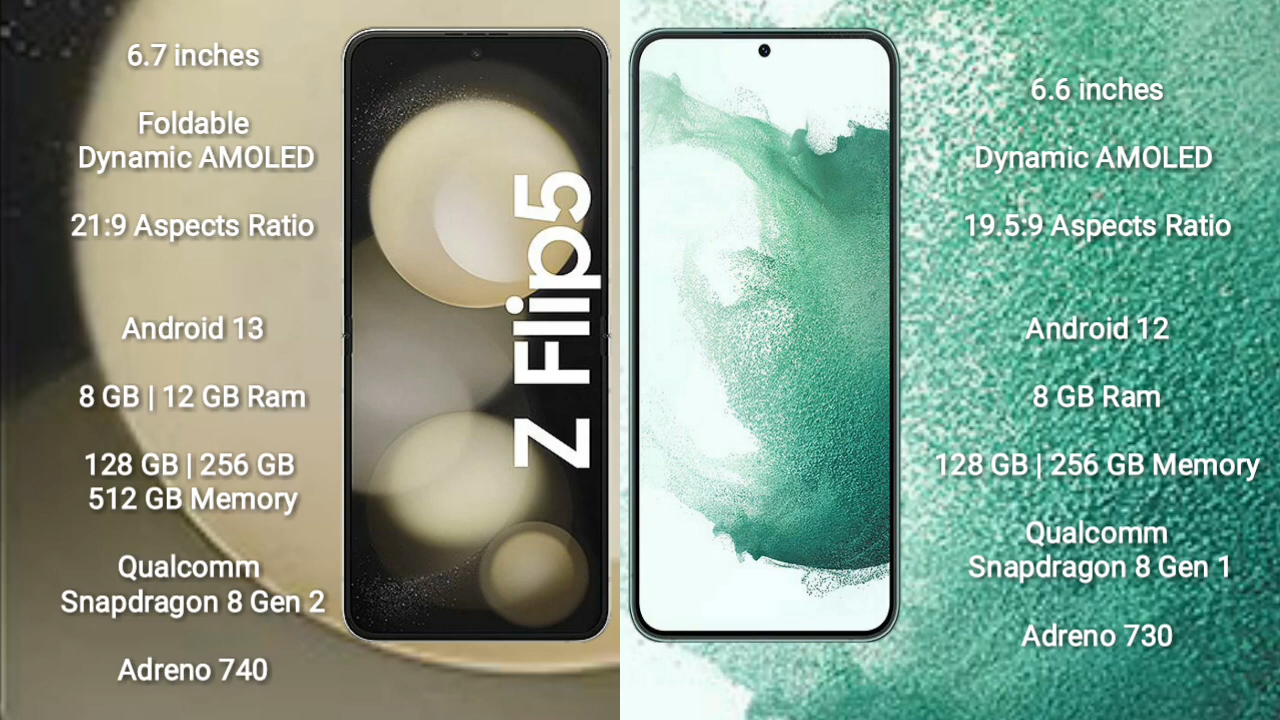 6.7 inches
Foldable
Dynamic AMOLED
21:9 Aspects Ratio
Android 13
8 GB | 12 GB Ram
128 GB | 256 GB
512 GB Memory
Qualcomm
Snapdragon 8 Gen 2
Adreno 740
Z Flip5
6.6 inches
Dynamic AMOLED
19.5:9 Aspects Ratio
Android 12
8 GB Ram
128 GB | 256 GB Memory
Qualcomm
Snapdragon 8 Gen 1
Adreno 730